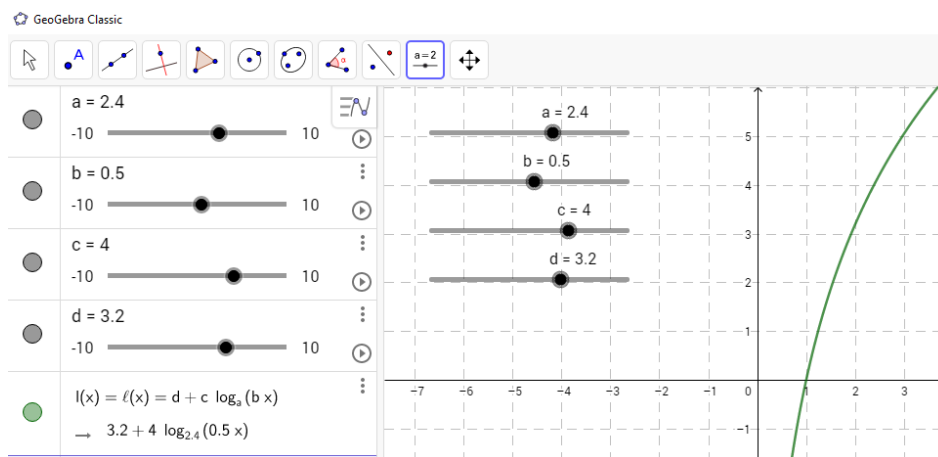 GeoGebra Classic
A
α
a=2
a = 2.4
-10 10
b = 0.5
-10 10
c = 4
-10 10
d = 3.2
-10 10
l(x) = ℓ(x) = d + c logₐ (b x)
→ 3.2 + 4 log₂.₄ (0.5 x)
a = 2.4
b = 0.5
c = 4
d = 3.2
5
4
3
2
1
-7 -6 -5 -4 -3 -2 -1 0 1 2 3
-1